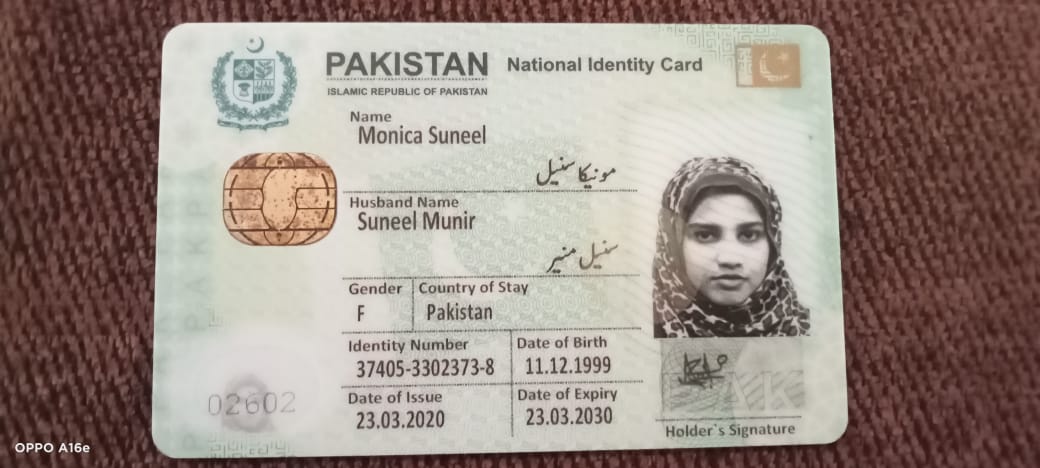 PAKISTAN National Identity Card
ISLAMIC REPUBLIC OF PAKISTAN
Name
Monica Suneel
مونیکا سنیل
Husband Name
Suneel Munir
سنیل منیر
Gender Country of Stay
F Pakistan
Identity Number Date of Birth
37405-3302373-8 11.12.1999
Date of Issue Date of Expiry
23.03.2020 23.03.2030
02602
Holder`s Signature
OPPO A16e